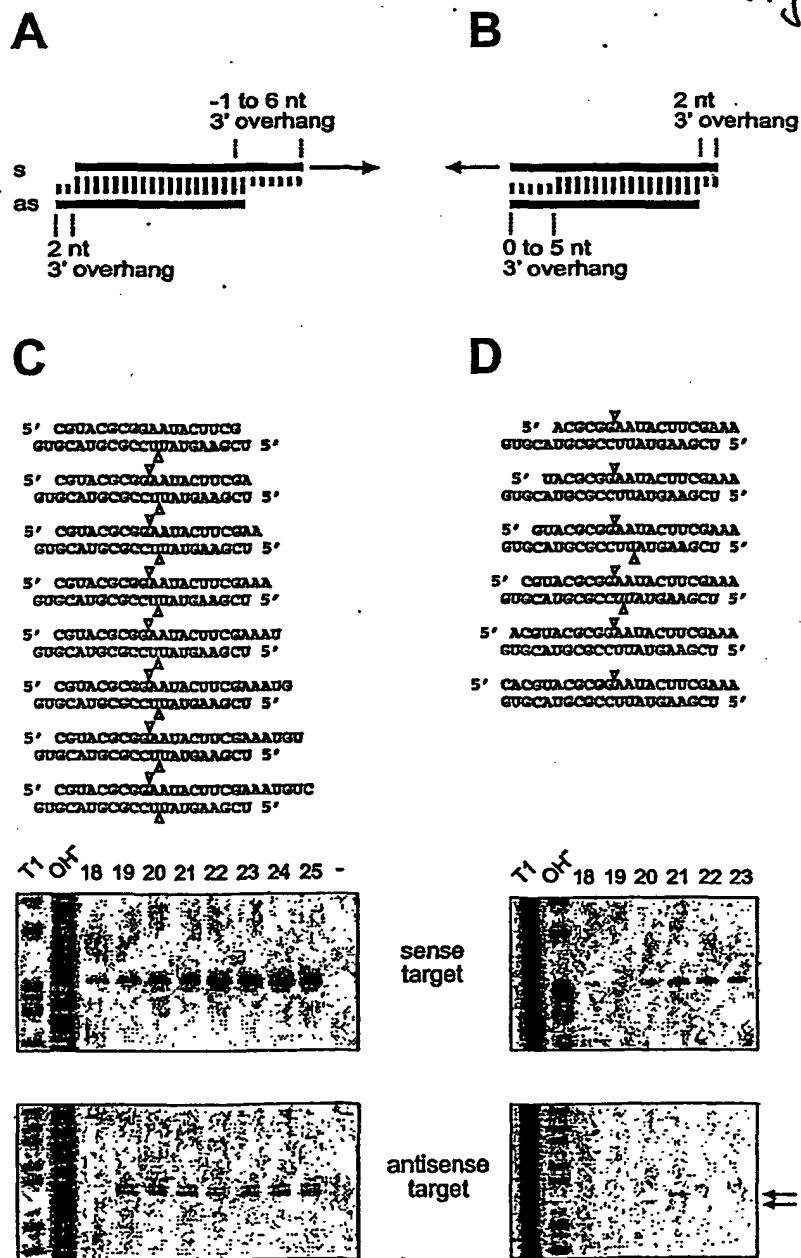 A
B
-1 to 6 nt
3' overhang
2 nt
3' overhang
s
as
2 nt
3' overhang
0 to 5 nt
3' overhang
C
D
5' CGUACGCGGAAUACUUCG
GUGCAUGCGCCUUAUGAAGCU 5'
5' CGUACGCGGAAUACUUCGA
GUGCAUGCGCCUUAUGAAGCU 5'
5' CGUACGCGGAAUACUUCGAA
GUGCAUGCGCCUUAUGAAGCU 5'
5' CGUACGCGGAAUACUUCGAAA
GUGCAUGCGCCUUAUGAAGCU 5'
5' CGUACGCGGAAUACUUCGAAAU
GUGCAUGCGCCUUAUGAAGCU 5'
5' CGUACGCGGAAUACUUCGAAAUG
GUGCAUGCGCCUUAUGAAGCU 5'
5' CGUACGCGGAAUACUUCGAAAUGU
GUGCAUGCGCCUUAUGAAGCU 5'
5' CGUACGCGGAAUACUUCGAAAUGUC
GUGCAUGCGCCUUAUGAAGCU 5'
5' ACGCGGAAUACUUCGAAA
GUGCAUGCGCCUUAUGAAGCU 5'
5' UACGCGGAAUACUUCGAAA
GUGCAUGCGCCUUAUGAAGCU 5'
5' GUACGCGGAAUACUUCGAAA
GUGCAUGCGCCUUAUGAAGCU 5'
5' CGUACGCGGAAUACUUCGAAA
GUGCAUGCGCCUUAUGAAGCU 5'
5' ACGUACGCGGAAUACUUCGAAA
GUGCAUGCGCCUUAUGAAGCU 5'
5' CACGUACGCGGAAUACUUCGAAA
GUGCAUGCGCCUUAUGAAGCU 5'
T1 OH- 18 19 20 21 22 23 24 25 -
T1 OH- 18 19 20 21 22 23
sense
target
antisense
target